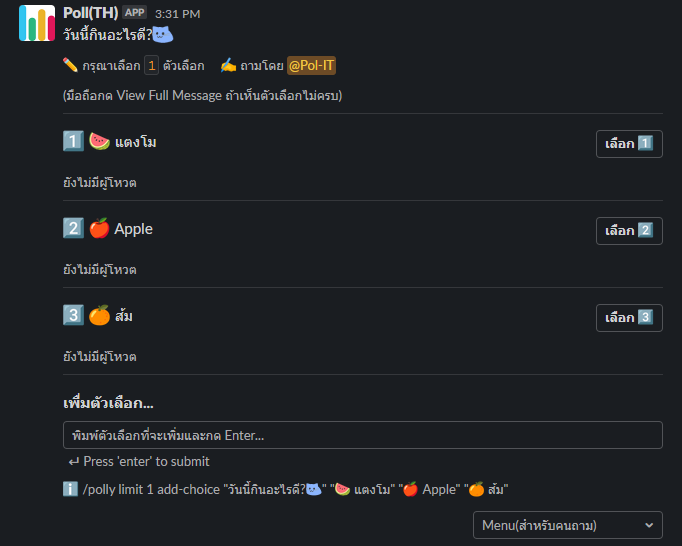 Poll(TH) APP 3:31 PM
วันนี้กินอะไรดี?
✏️ กรุณาเลือก 1 ตัวเลือก ✍️ ถามโดย @Pol-IT
(มือถือกด View Full Message ถ้าเห็นตัวเลือกไม่ครบ)
1️⃣ 🍉 แตงโม
เลือก 1️⃣
ยังไม่มีผู้โหวต
2️⃣ 🍎 Apple
เลือก 2️⃣
ยังไม่มีผู้โหวต
3️⃣ 🍊 ส้ม
เลือก 3️⃣
ยังไม่มีผู้โหวต
เพิ่มตัวเลือก...
พิมพ์ตัวเลือกที่จะเพิ่มและกด Enter...
↵ Press 'enter' to submit
ℹ️ /polly limit 1 add-choice "วันนี้กินอะไรดี?" "🍉 แตงโม" "🍎 Apple" "🍊 ส้ม"
Menu(สำหรับคนถาม)